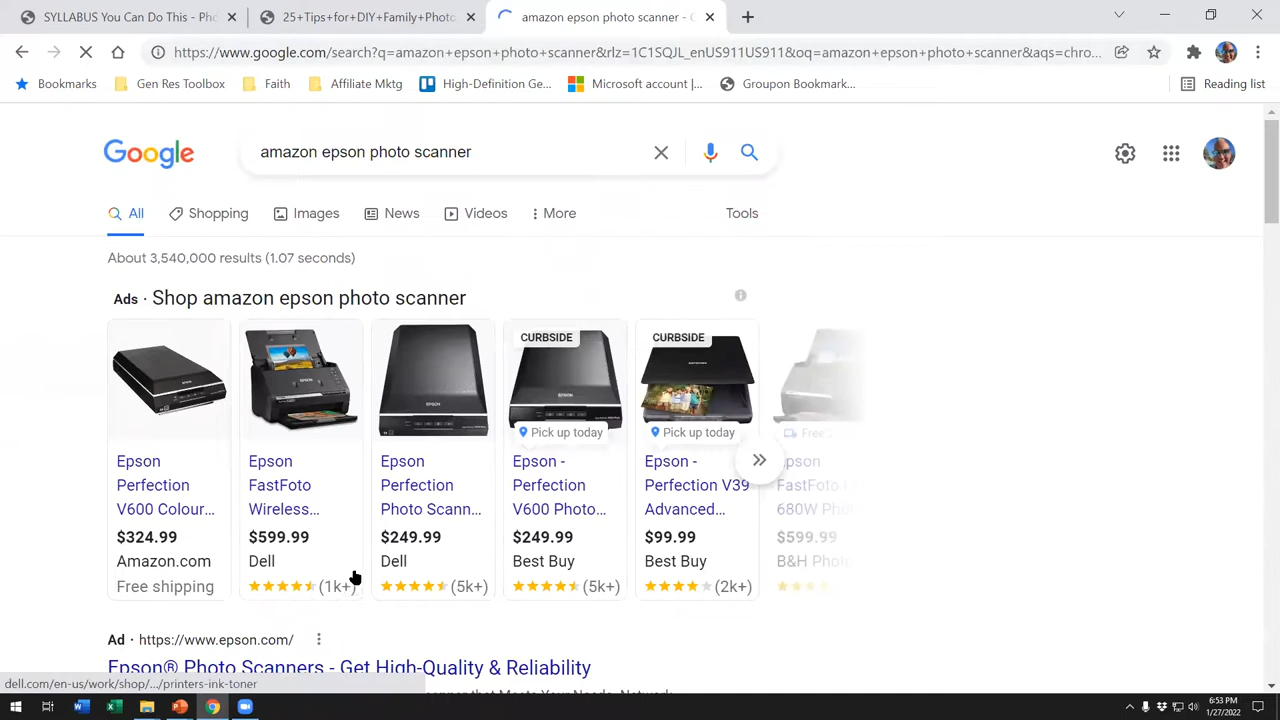 SYLLABUS You Can Do This - Pho
25+Tips+for+DIY+Family+Photo
amazon epson photo scanner - G
https://www.google.com/search?q=amazon+epson+photo+scanner&rlz=1C1SQJL_enUS911US911&oq=amazon+epson+photo+scanner&aqs=chro...
Bookmarks
Gen Res Toolbox
Faith
Affiliate Mktg
High-Definition Ge...
Microsoft account |...
Groupon Bookmark...
Reading list
Google
amazon epson photo scanner
All
Shopping
Images
News
Videos
More
Tools
About 3,540,000 results (1.07 seconds)
Ads · Shop amazon epson photo scanner
Epson
Perfection
V600 Colour...
$324.99
Amazon.com
Free shipping
Epson
FastFoto
Wireless...
$599.99
Dell
(1k+)
Epson
Perfection
Photo Scann...
$249.99
Dell
(5k+)
CURBSIDE
Pick up today
Epson -
Perfection
V600 Photo...
$249.99
Best Buy
(5k+)
CURBSIDE
Pick up today
Epson -
Perfection V39
Advanced...
$99.99
Best Buy
(2k+)
Free
Epson
FastFoto
680W Pho
$599.99
B&H Photo
Ad · https://www.epson.com/
Epson® Photo Scanners - Get High-Quality & Reliability
dell.com/en-us/work/shop/.../printers-ink-toner
6:53 PM
1/27/2022